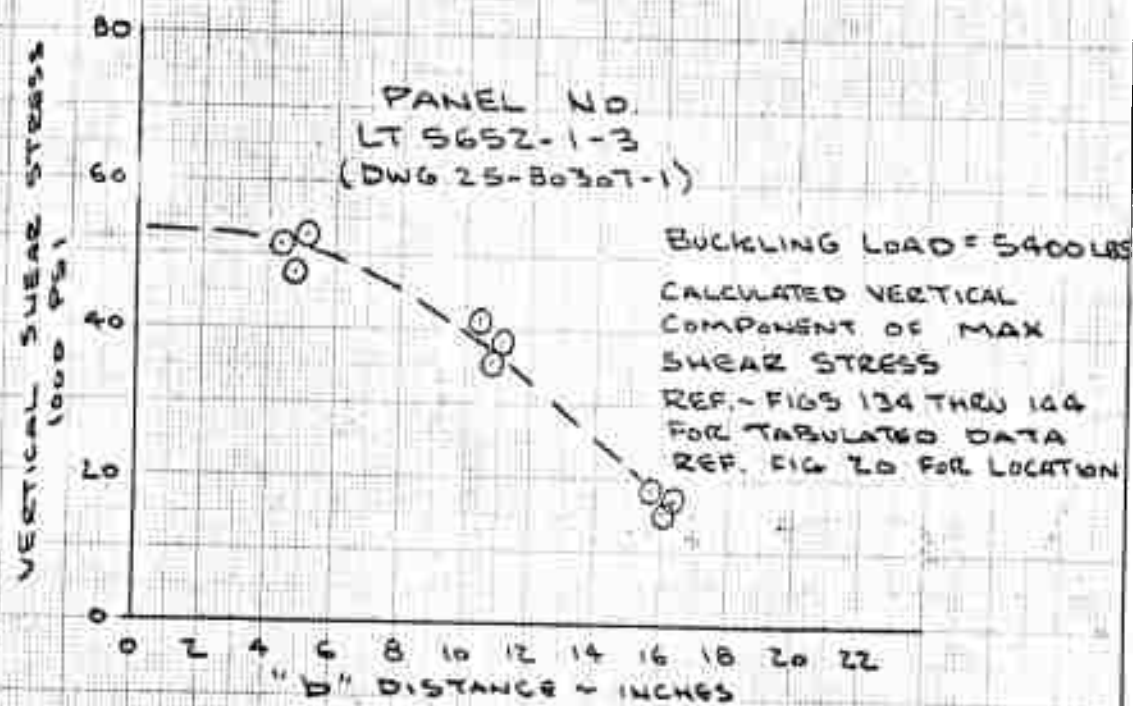 80
PANEL NO.
LT 5652-1-3
(DWG 25-80307-1)
60
BUCKLING LOAD = 5400 LBS
CALCULATED VERTICAL
COMPONENT OF MAX
SHEAR STRESS
REF.~ FIGS 134 THRU 144
FOR TABULATED DATA
REF. FIG 20 FOR LOCATION
VERTICAL SHEAR STRESS
1000 PSI
40
20
0
0 2 4 6 8 10 12 14 16 18 20 22
"b" DISTANCE ~ INCHES